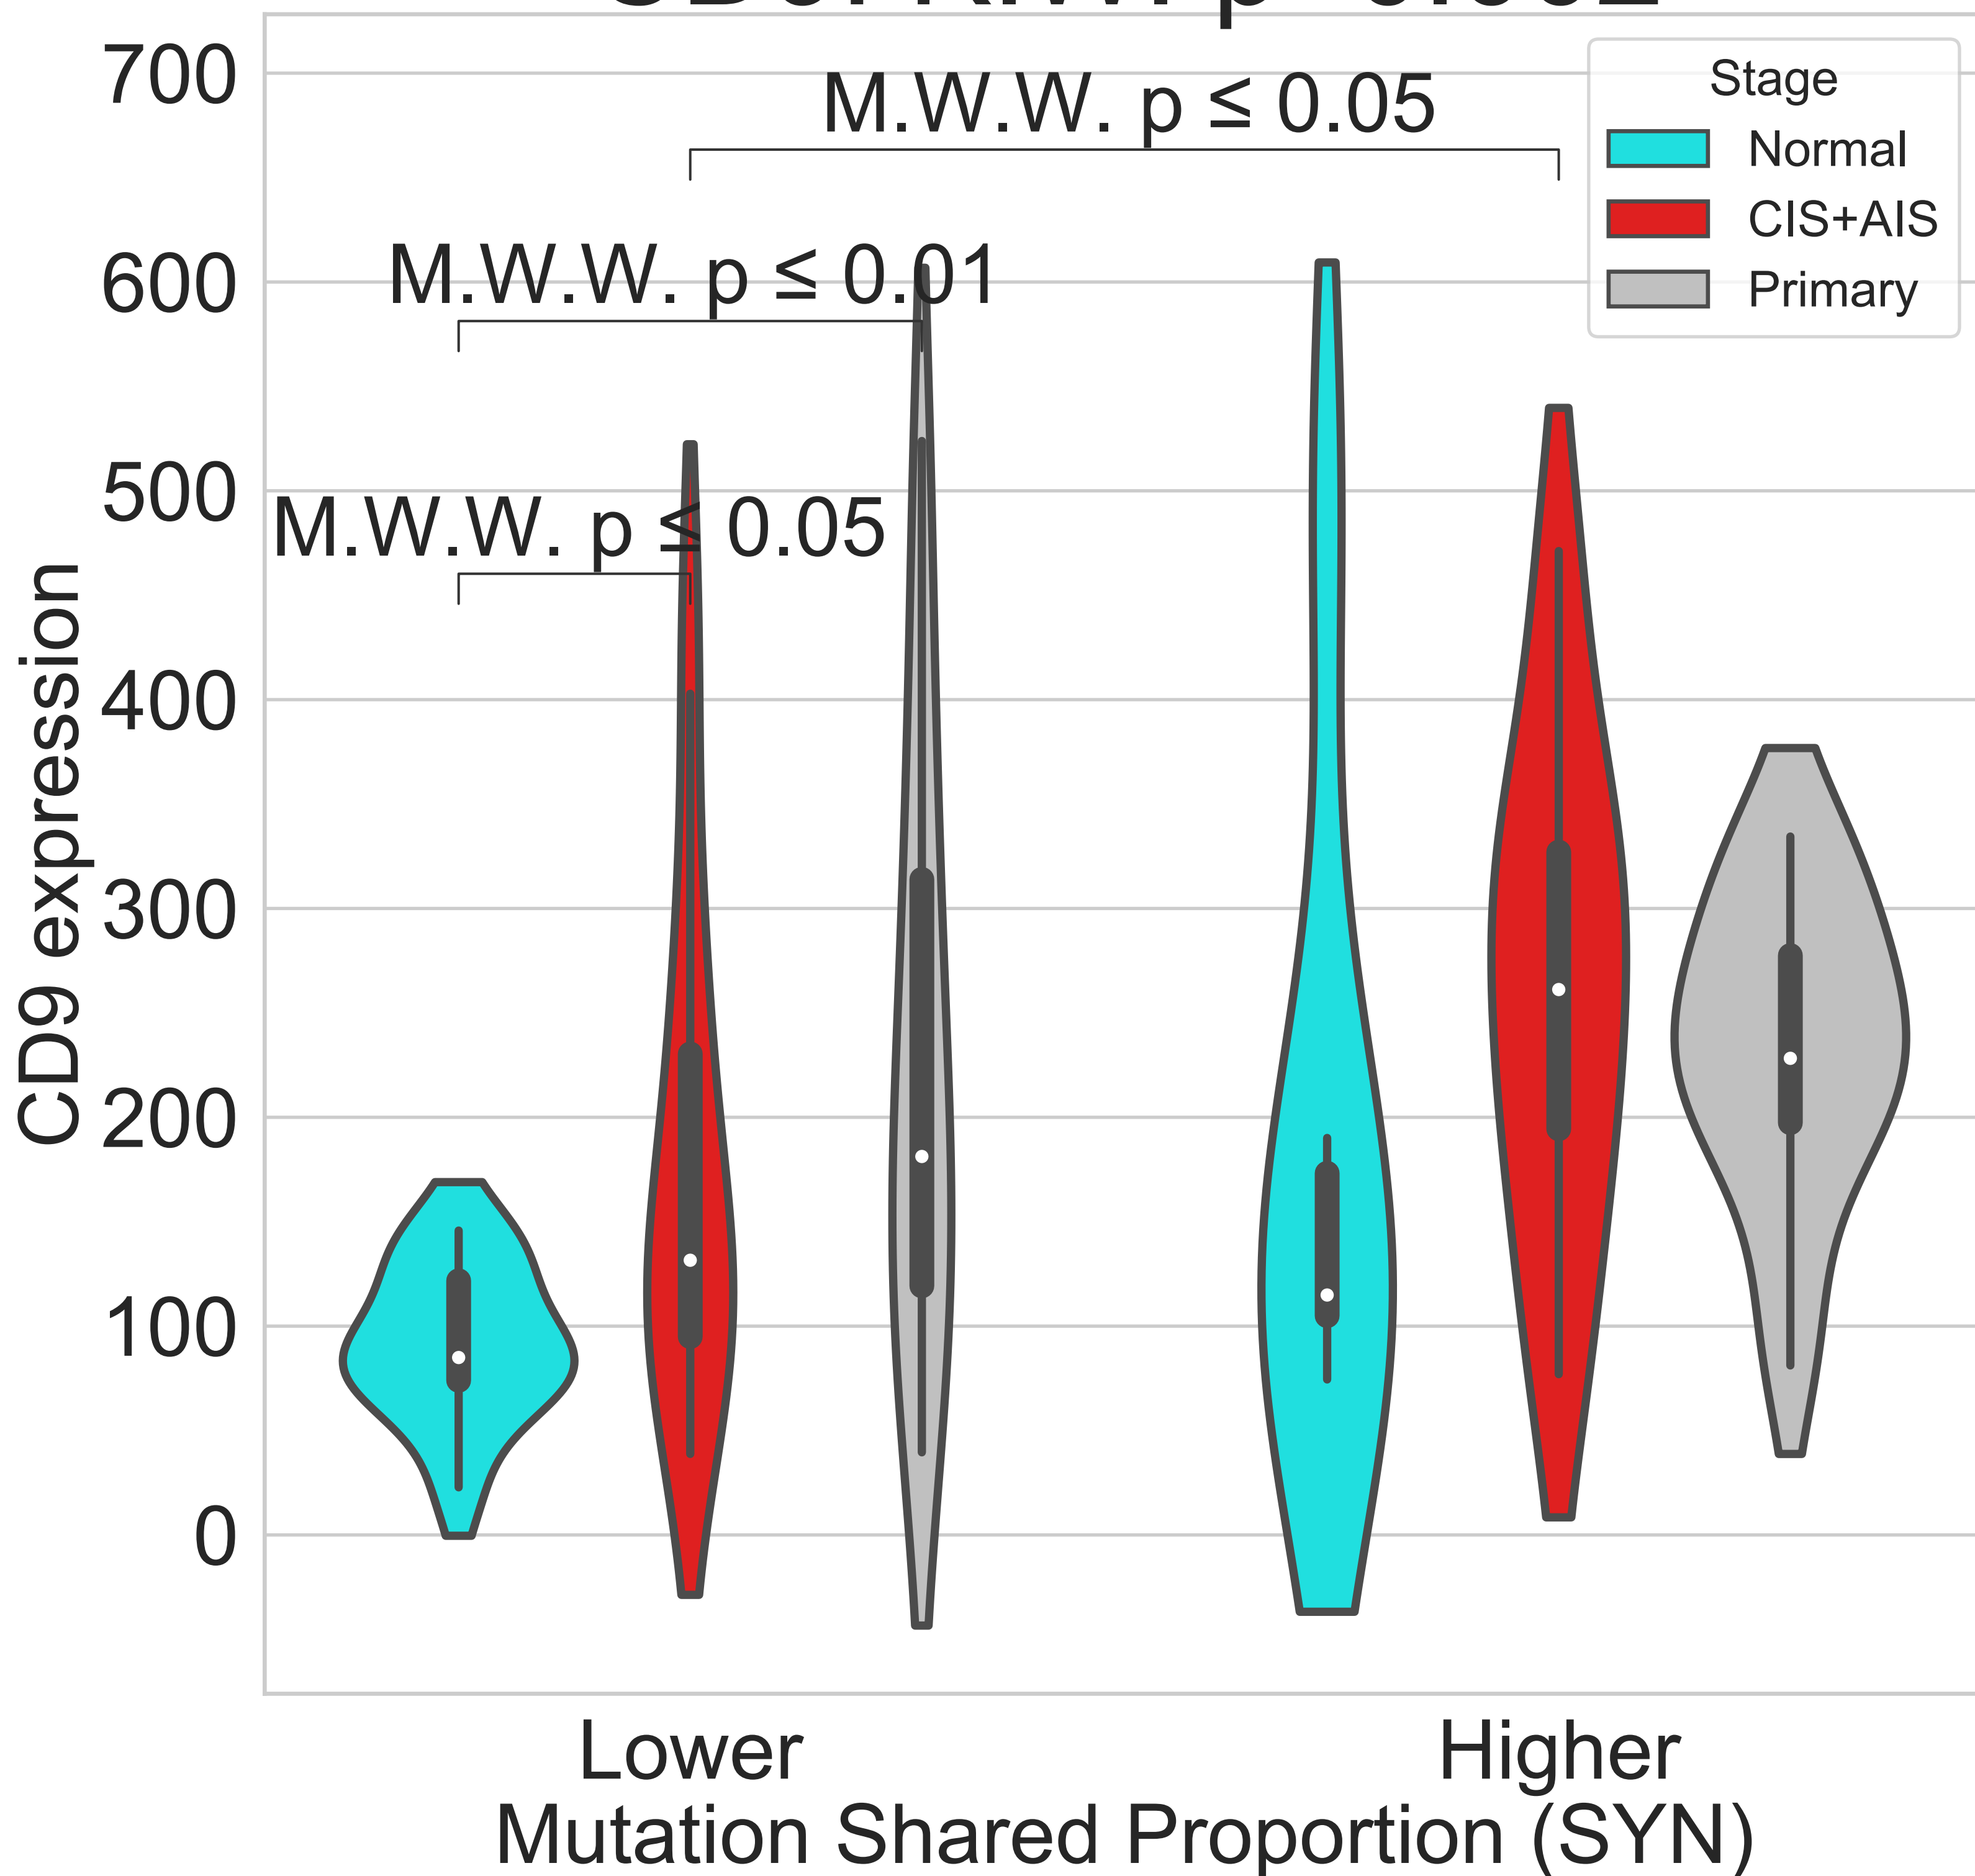 700
600
500
400
300
200
100
0
CD9 expression
M.W.W. p ≤ 0.05
M.W.W. p ≤ 0.01
M.W.W. p ≤ 0.05
Stage
Normal
CIS+AIS
Primary
Lower
Higher
Mutation Shared Proportion (SYN)